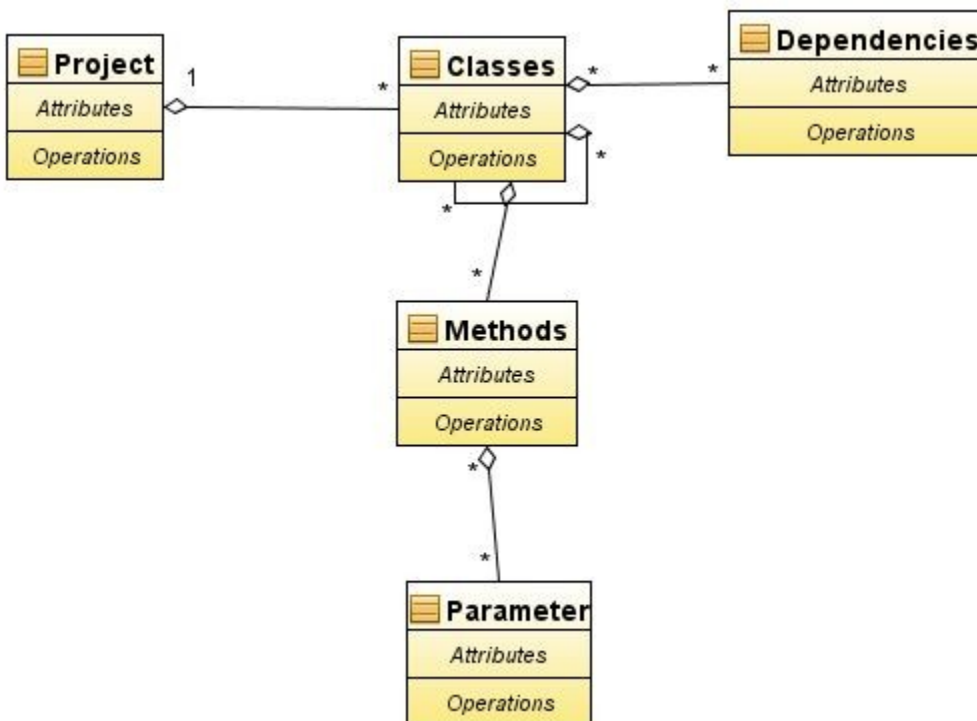 Project
Attributes
Operations
1
*
Classes
Attributes
Operations
*
*
Dependencies
Attributes
Operations
*
*
*
Methods
Attributes
Operations
*
*
Parameter
Attributes
Operations